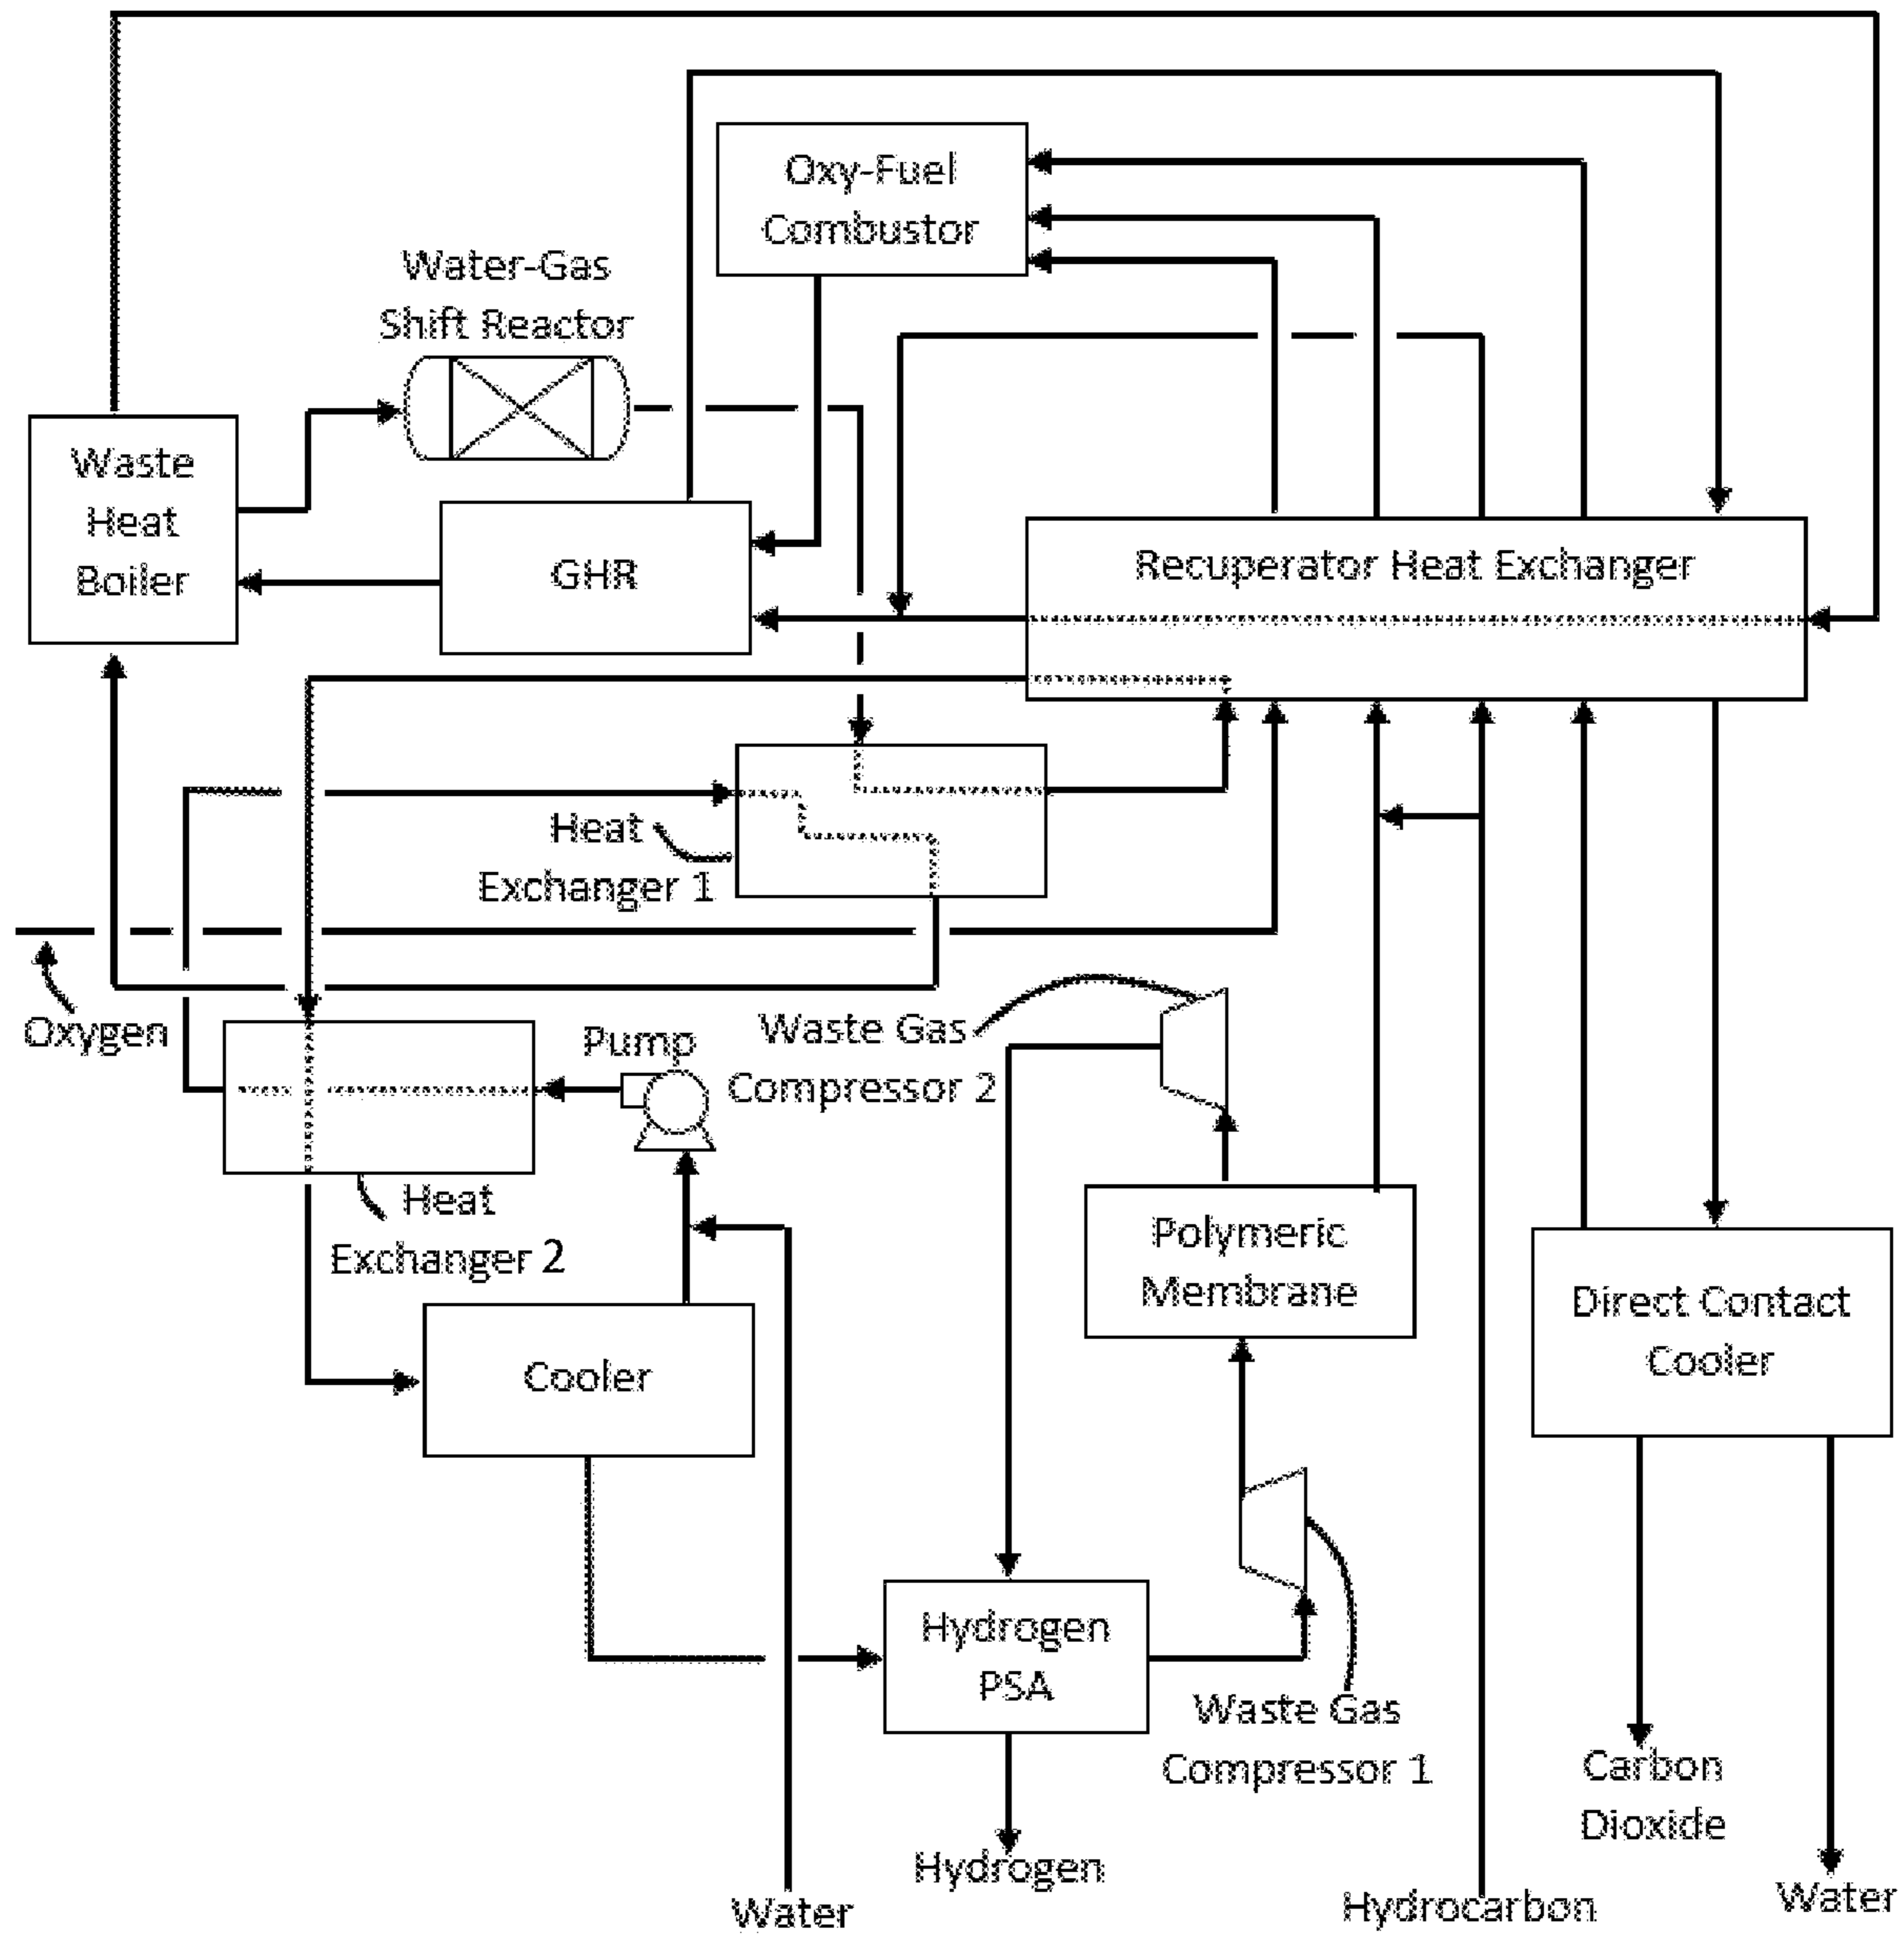 Oxy-Fuel
Combustor
Water-Gas
Shift Reactor
Waste
Heat
Boiler
GHR
Recuperator Heat Exchanger
Heat
Exchanger 1
Oxygen
Pump
Waste Gas
Compressor 2
Heat
Exchanger 2
Polymeric
Membrane
Direct Contact
Cooler
Cooler
Hydrogen
PSA
Waste Gas
Compressor 1
Carbon
Dioxide
Hydrogen
Water
Hydrocarbon
Water